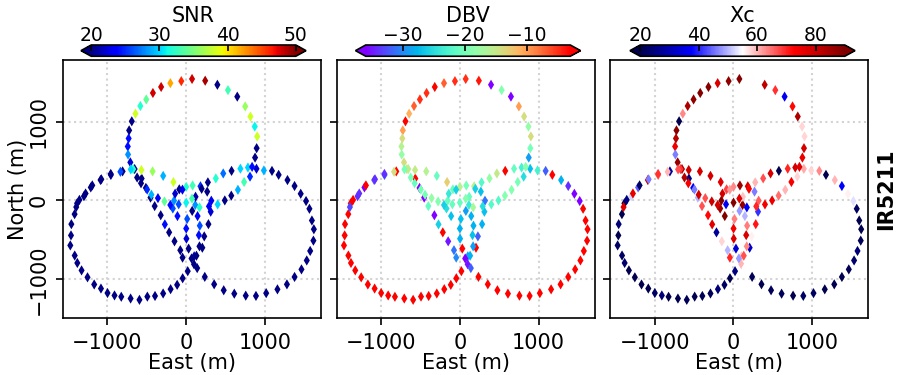 SNR
20 30 40 50
DBV
−30 −20 −10
Xc
20 40 60 80
North (m)
1000
0
−1000
−1000 0 1000
East (m)
−1000 0 1000
East (m)
−1000 0 1000
East (m)
IR5211